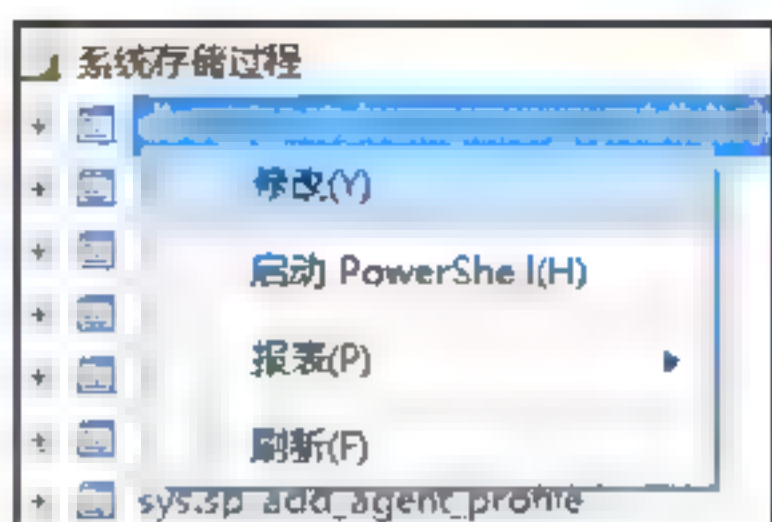 系统存储过程
修改(Y)
启动 PowerShell(H)
报表(P)
刷新(F)
sys.sp_add_agent_profile